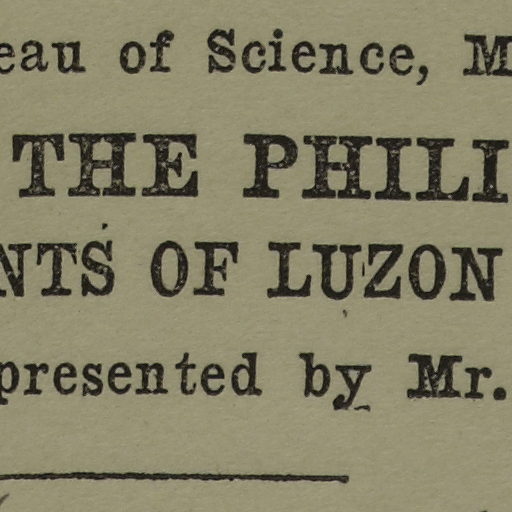 eau of Science, M
THE PHILI
NTS OF LUZON
presented by Mr.